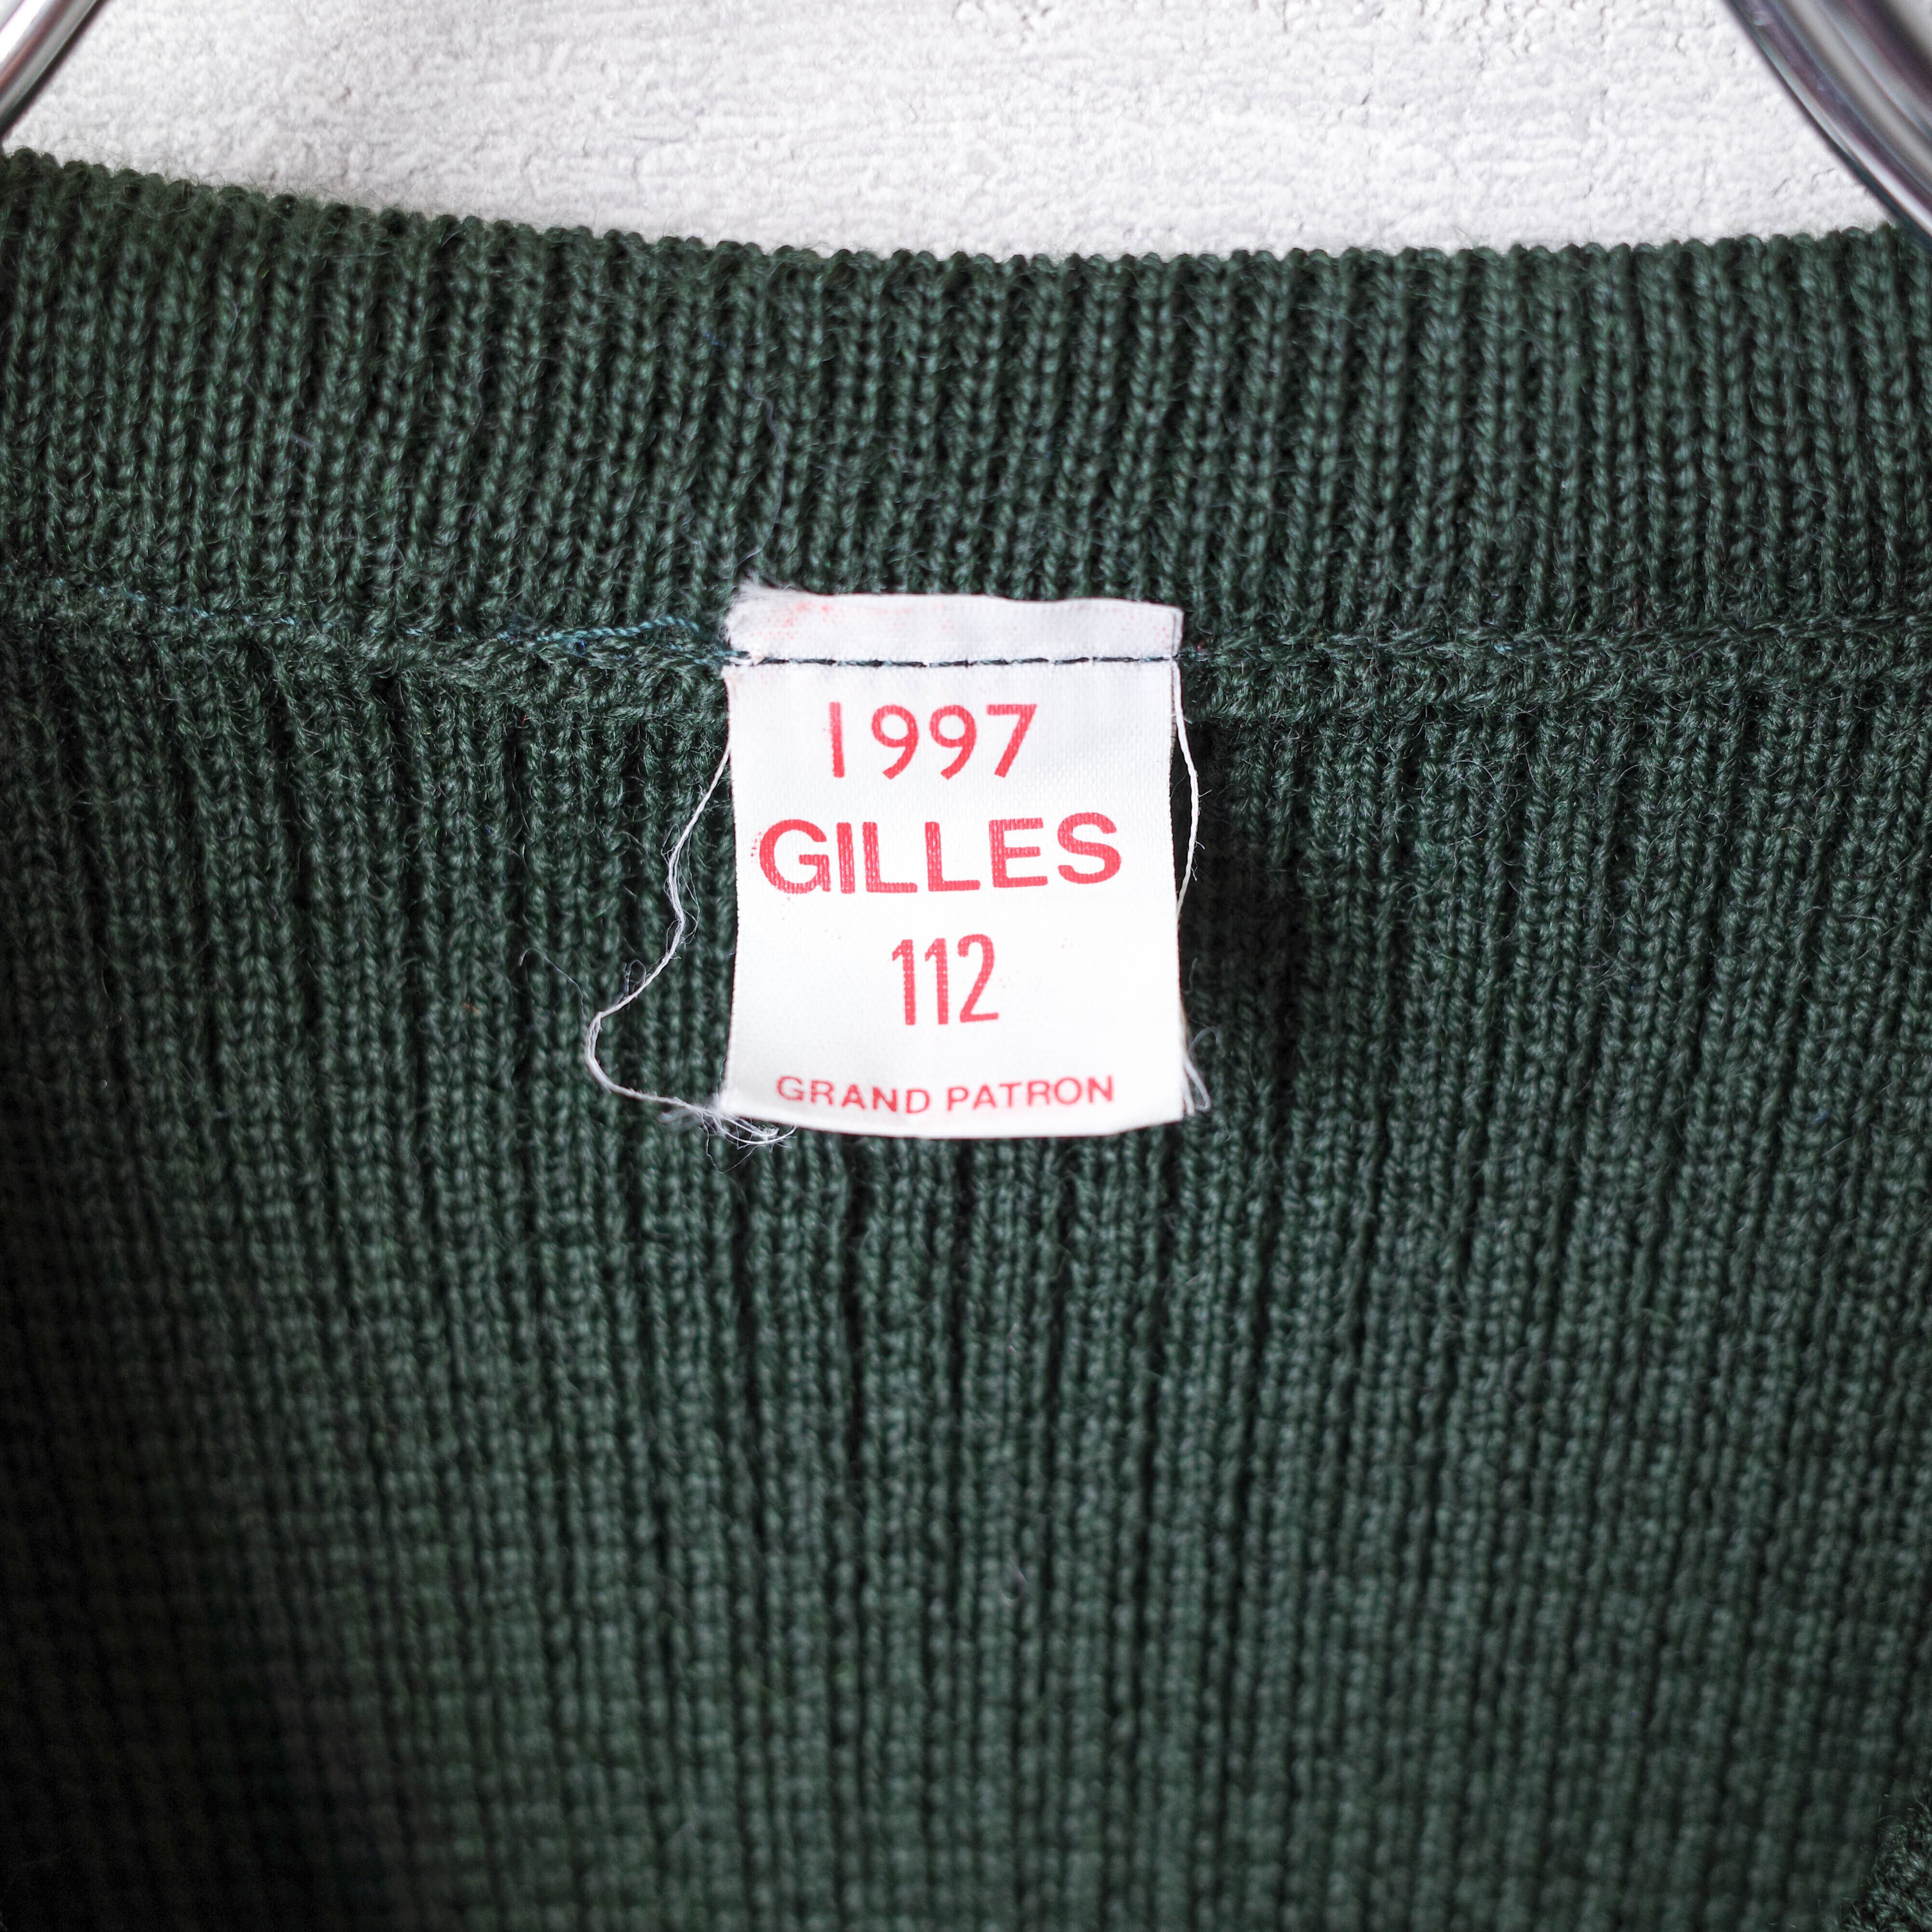 1997
GILLES
112
GRAND PATRON